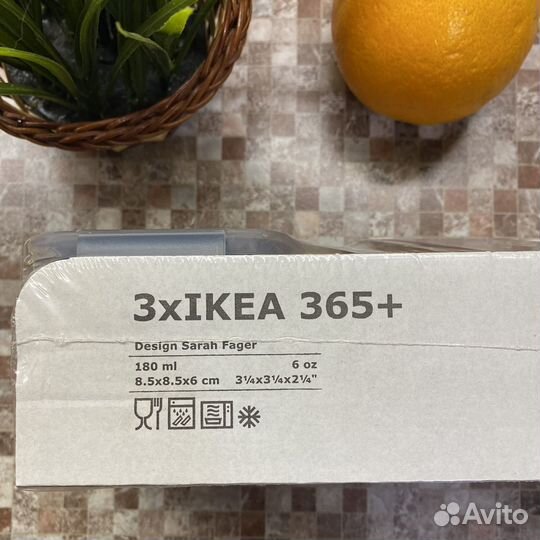 3xIKEA 365+
Design Sarah Fager
180 ml 6 oz
8.5x8.5x6 cm 3¼x3¼x2¼"
Avito